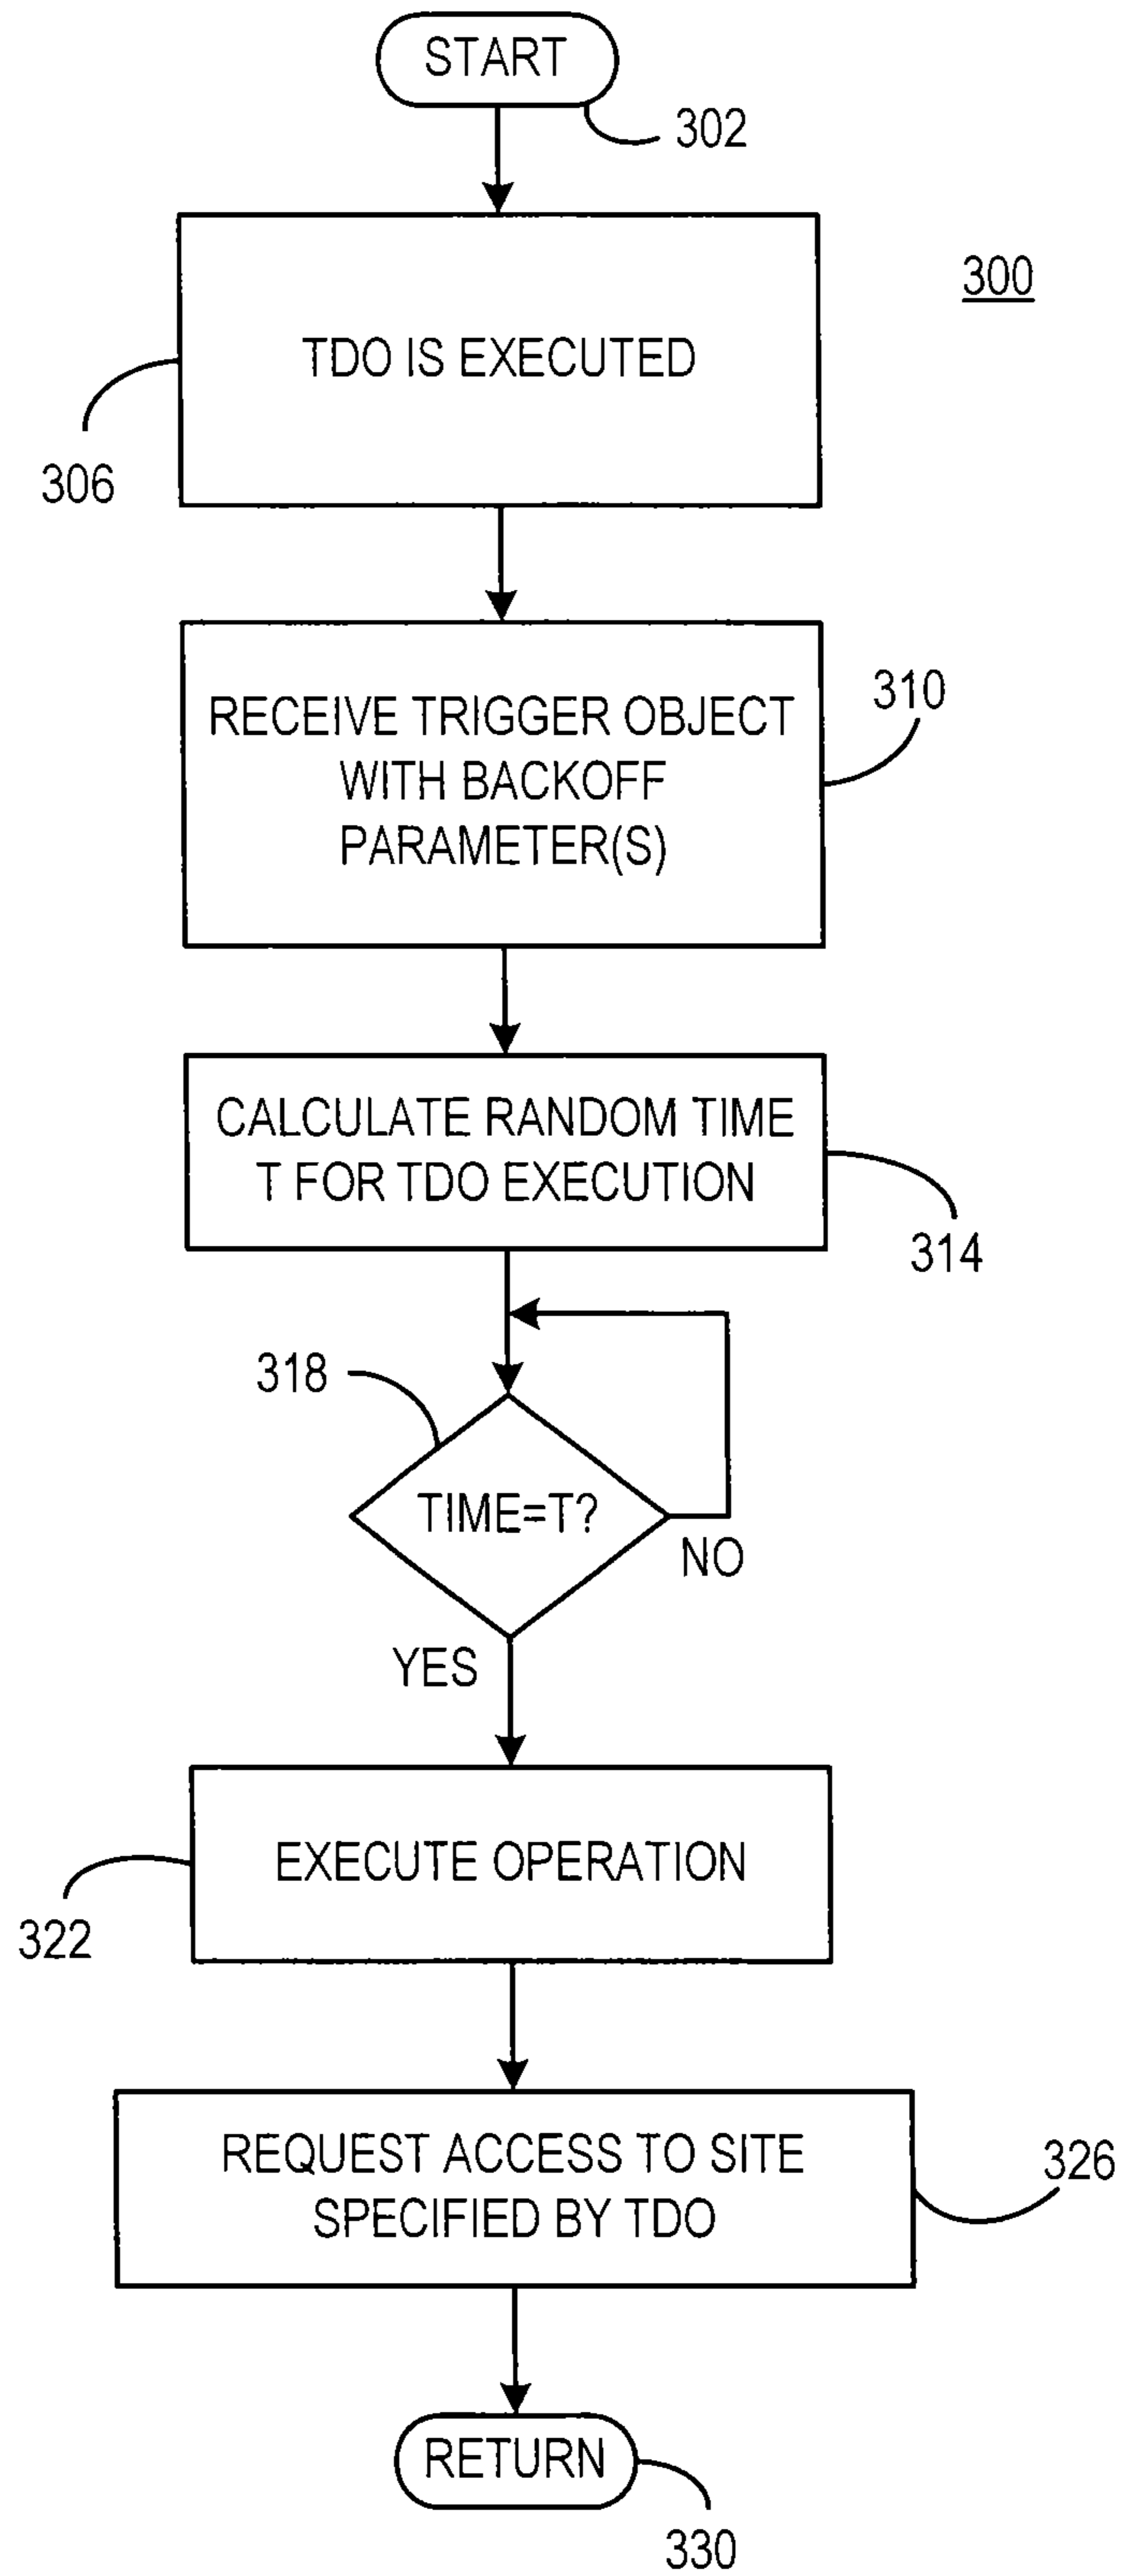 START
302
300
TDO IS EXECUTED
306
RECEIVE TRIGGER OBJECT
WITH BACKOFF
PARAMETER(S)
310
CALCULATE RANDOM TIME
T FOR TDO EXECUTION
314
318
TIME=T?
NO
YES
EXECUTE OPERATION
322
REQUEST ACCESS TO SITE
SPECIFIED BY TDO
326
RETURN
330